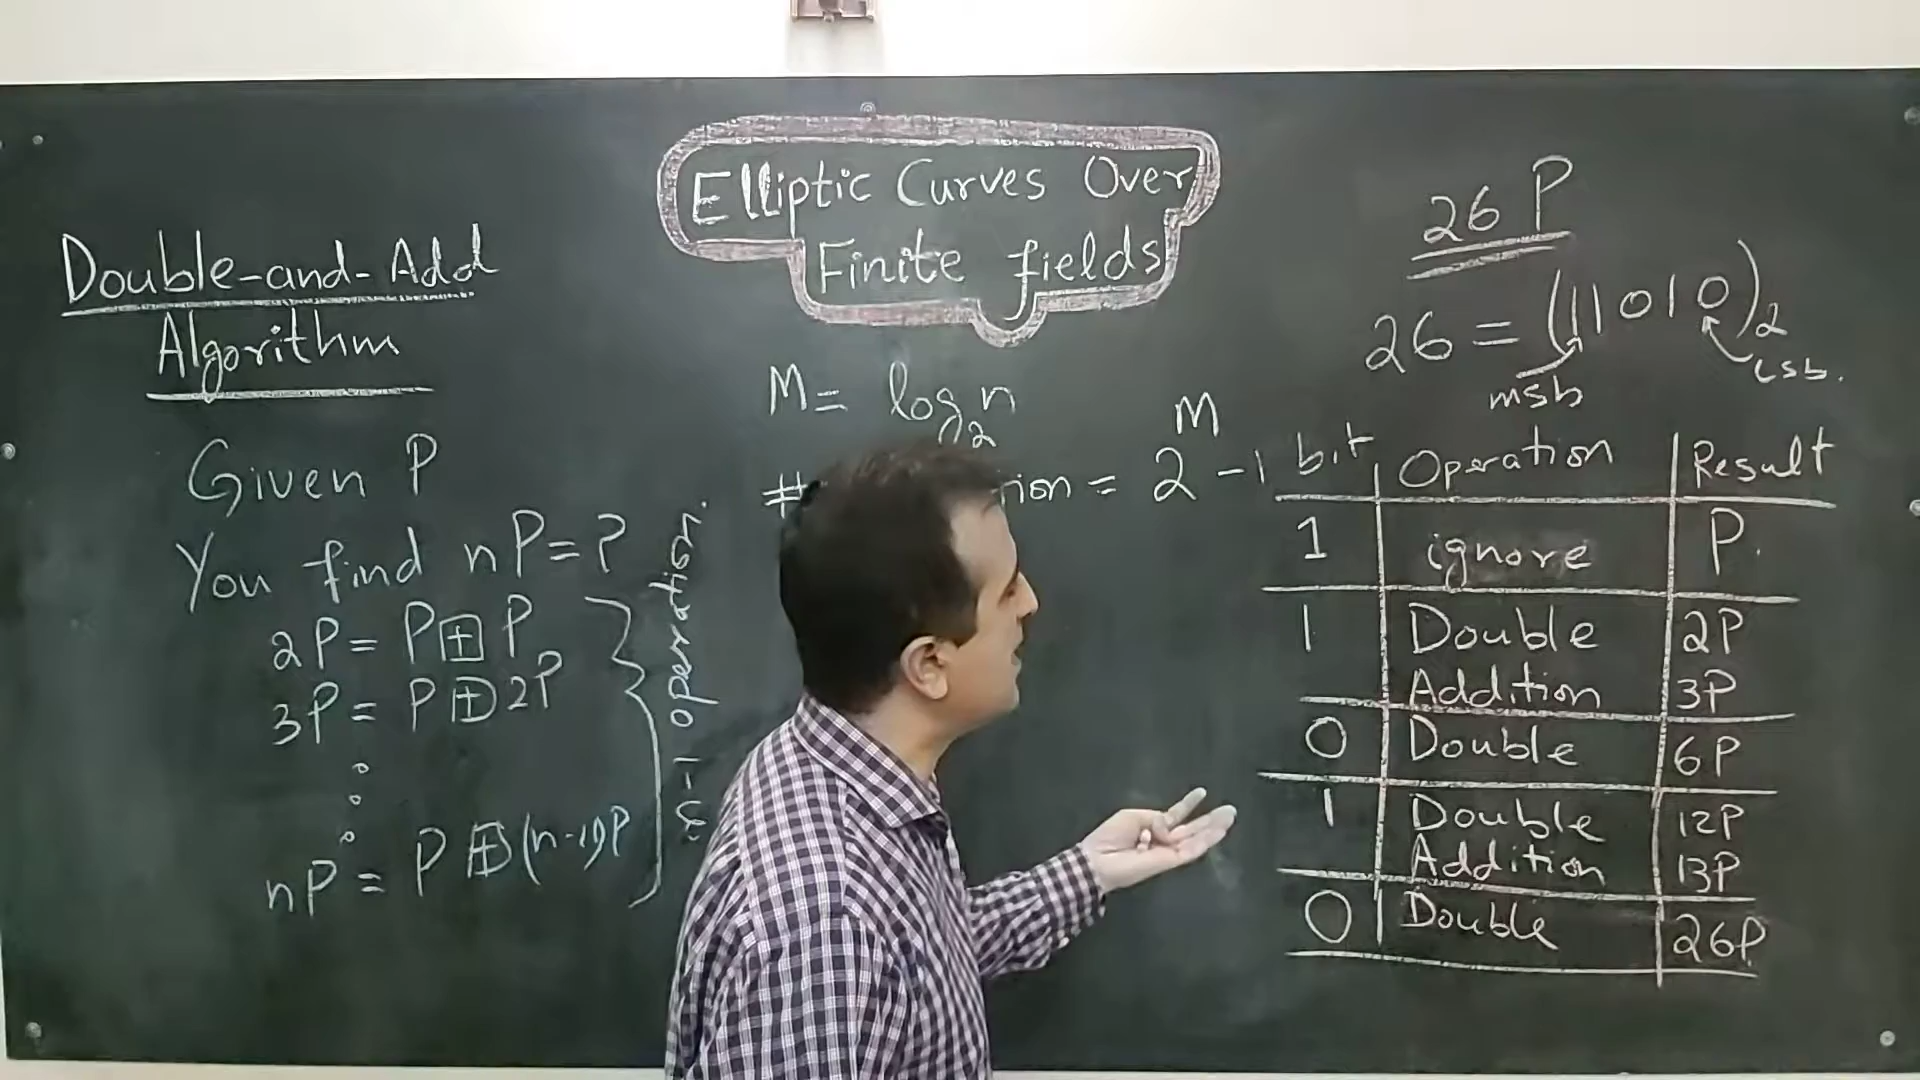 Elliptic Curves Over
Finite fields
Double-and-Add
Algorithm
Given P
You find nP=?
2P = P ⊞ P
3P = P ⊞ 2P
nP = P ⊞ (n-1)P
n-1 operation.
M = log₂n
# = 2^M -1
26 P
26 = (11010)₂
msb
lsb.
bit Operation Result
1 ignore P.
1 Double 2P
Addition 3P
0 Double 6P
1 Double 12P
Addition 13P
0 Double 26P